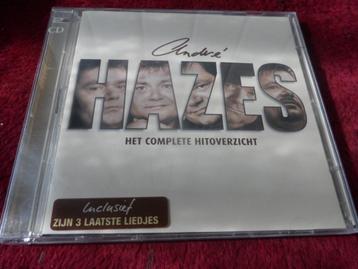 CD
André
HAZES
HET COMPLETE HITOVERZICHT
Inclusief
ZIJN 3 LAATSTE LIEDJES